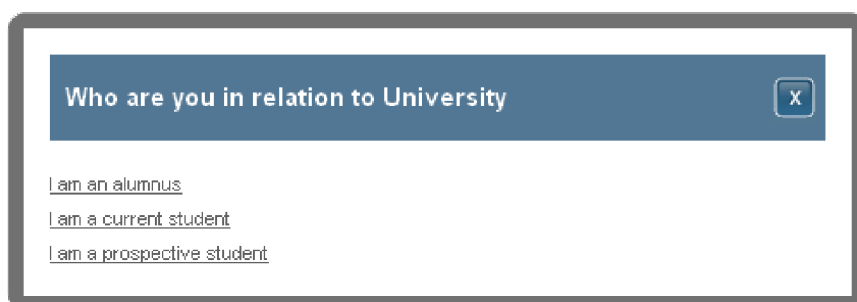 Who are you in relation to University
X
I am an alumnus
I am a current student
I am a prospective student